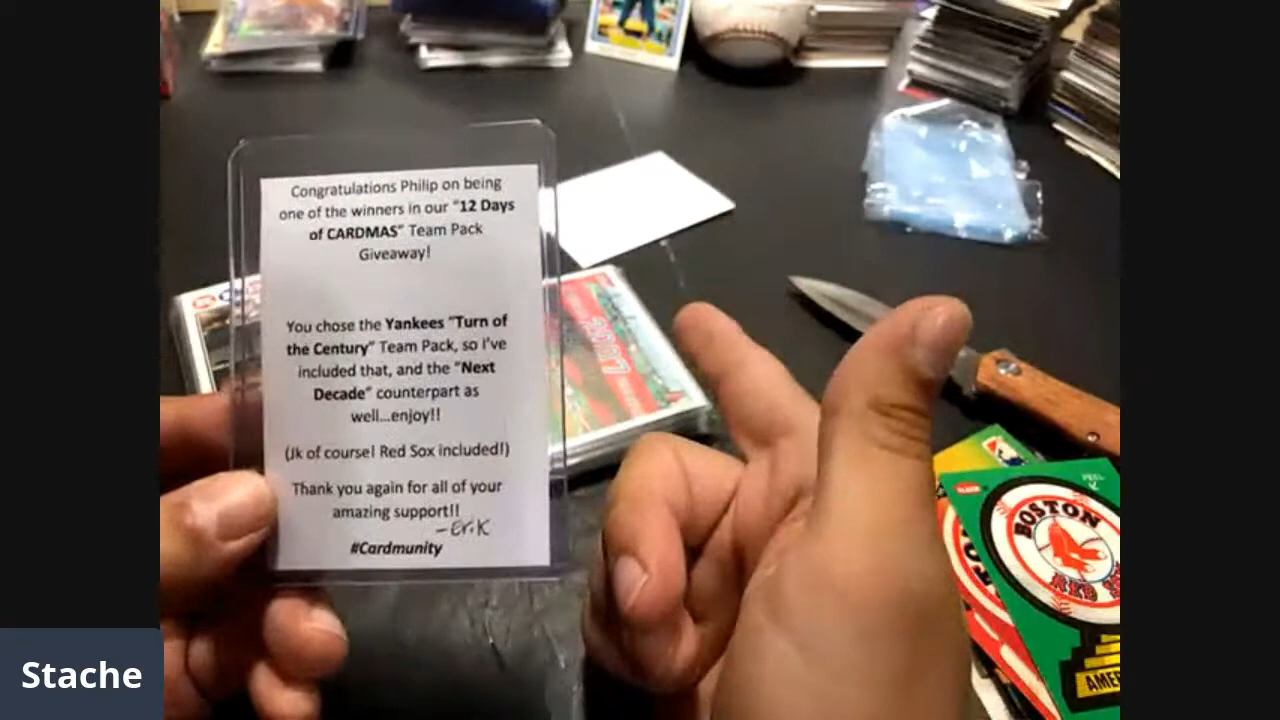 Congratulations Philip on being
one of the winners in our "12 Days
of CARDMAS" Team Pack
Giveaway!
You chose the Yankees "Turn of
the Century" Team Pack, so I've
included that, and the "Next
Decade" counterpart as
well...enjoy!!
(Jk of course! Red Sox included!)
Thank you again for all of your
amazing support!!
-Erik
#Cardmunity
PEEL
BOSTON
RED
AMER
Stache